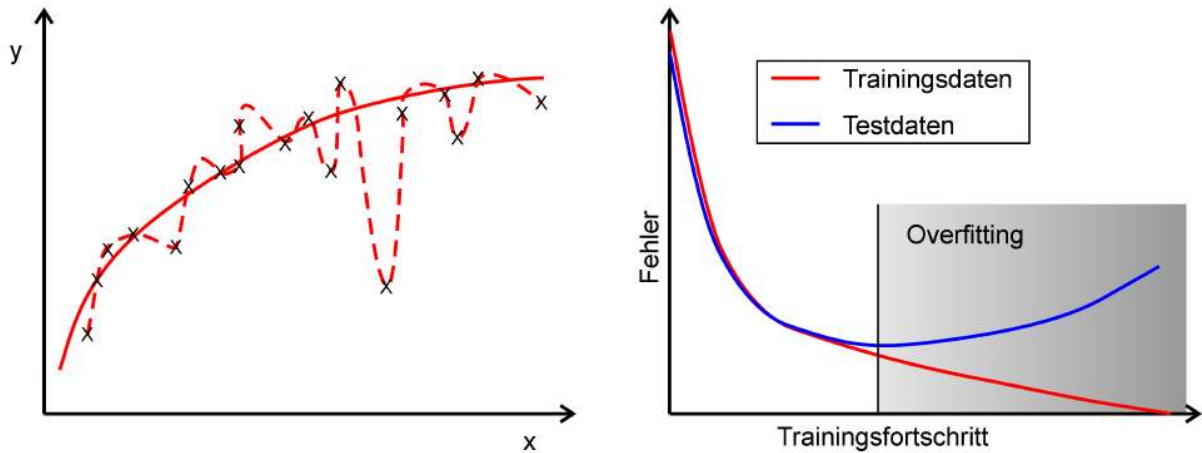 y
x
Trainingsdaten
Testdaten
Overfitting
Fehler
Trainingsfortschritt